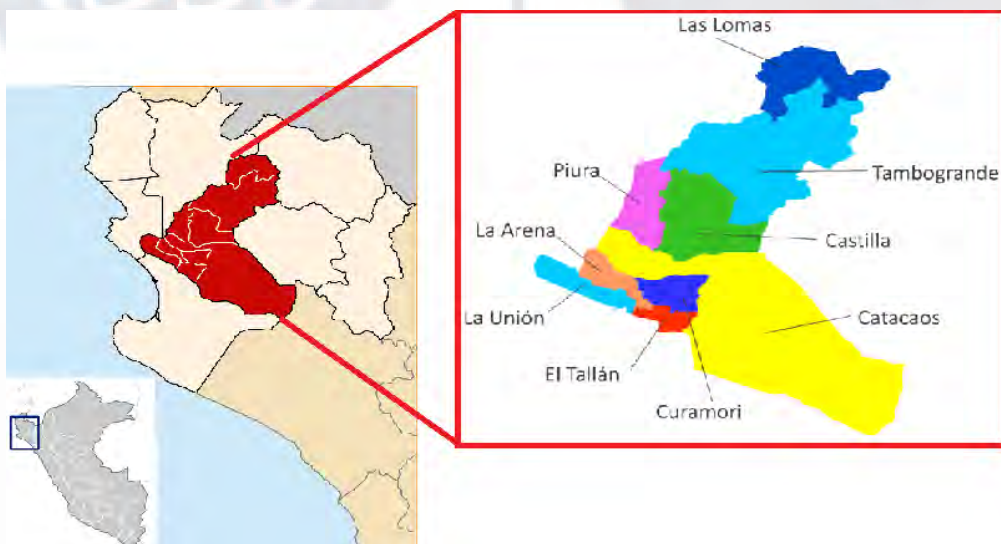 Las Lomas
Piura
Tambogrande
La Arena
Castilla
La Unión
Catacaos
El Tallán
Curamori